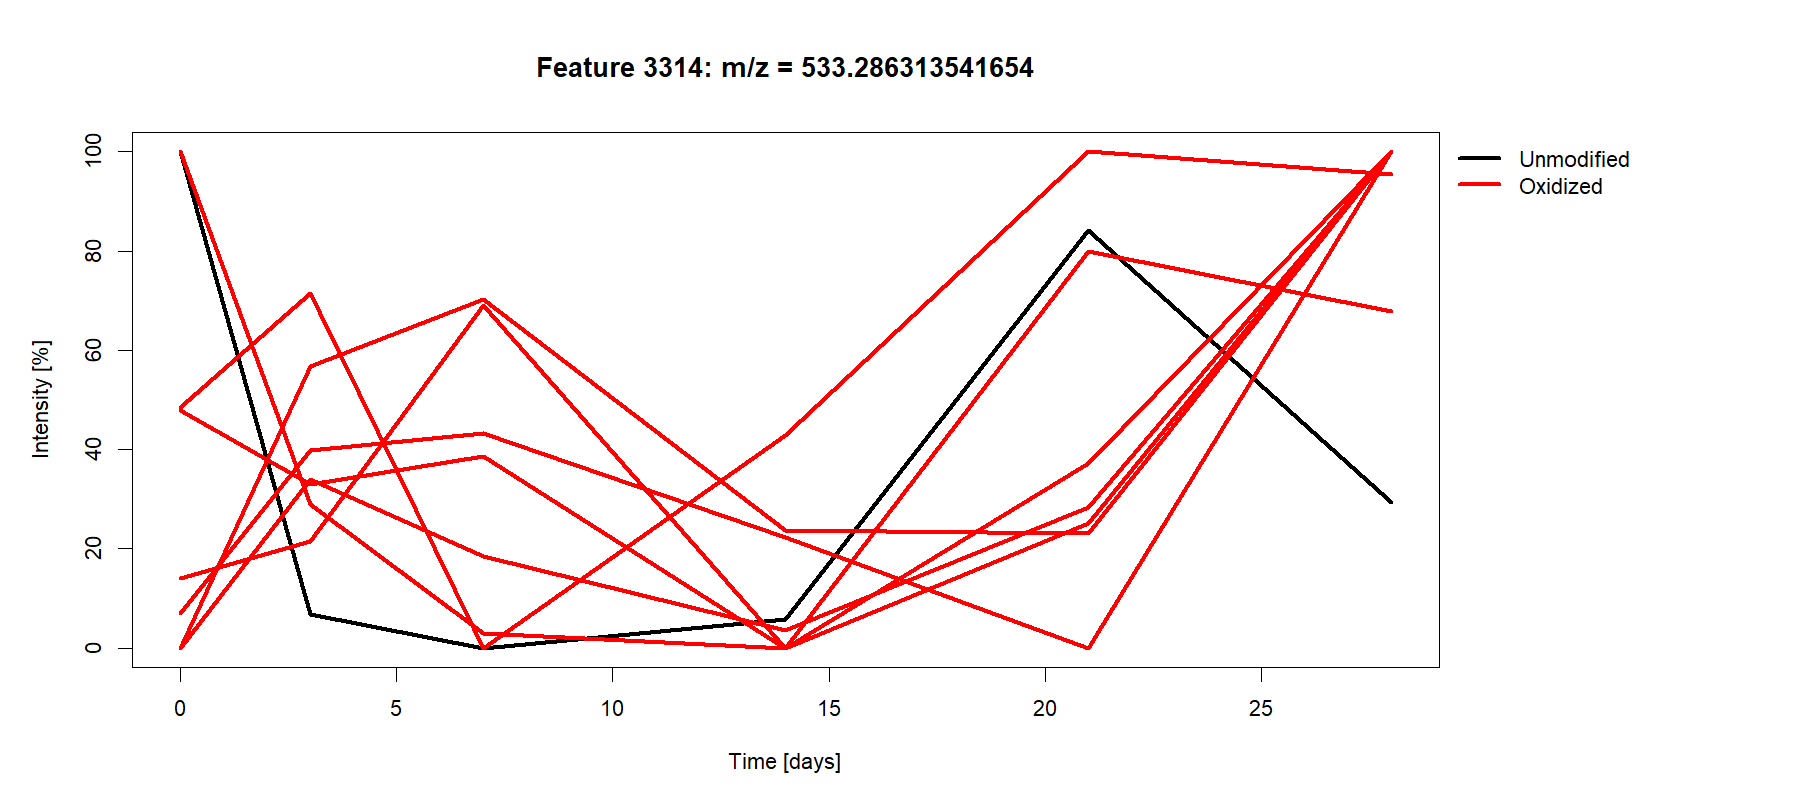 Feature 3314: m/z = 533.286313541654
Unmodified
Oxidized
Intensity [%]
100
80
60
40
20
0
0 5 10 15 20 25
Time [days]